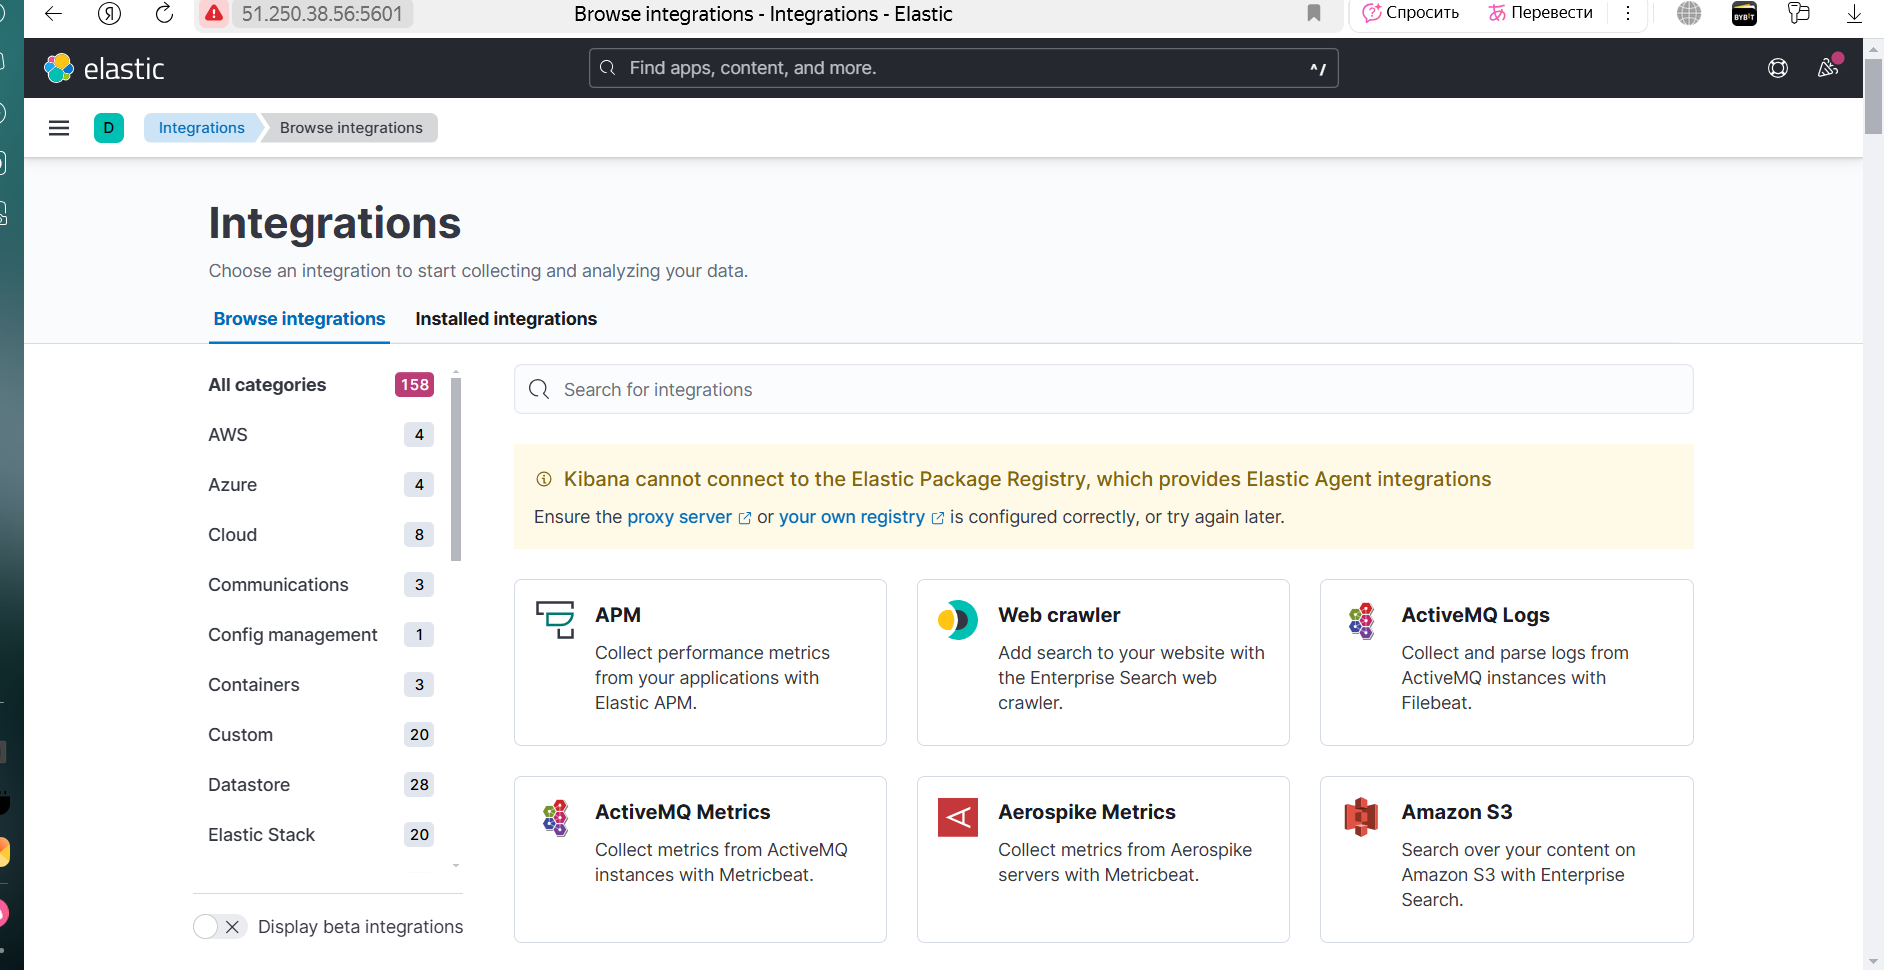 51.250.38.56:5601
Browse integrations - Integrations - Elastic
Спросить
Перевести
BYBIT
elastic
Find apps, content, and more.
^/
D
Integrations
Browse integrations
Integrations
Choose an integration to start collecting and analyzing your data.
Browse integrations
Installed integrations
All categories 158
AWS 4
Azure 4
Cloud 8
Communications 3
Config management 1
Containers 3
Custom 20
Datastore 28
Elastic Stack 20
Display beta integrations
Search for integrations
Kibana cannot connect to the Elastic Package Registry, which provides Elastic Agent integrations
Ensure the proxy server or your own registry is configured correctly, or try again later.
APM
Collect performance metrics
from your applications with
Elastic APM.
Web crawler
Add search to your website with
the Enterprise Search web
crawler.
ActiveMQ Logs
Collect and parse logs from
ActiveMQ instances with
Filebeat.
ActiveMQ Metrics
Collect metrics from ActiveMQ
instances with Metricbeat.
Aerospike Metrics
Collect metrics from Aerospike
servers with Metricbeat.
Amazon S3
Search over your content on
Amazon S3 with Enterprise
Search.